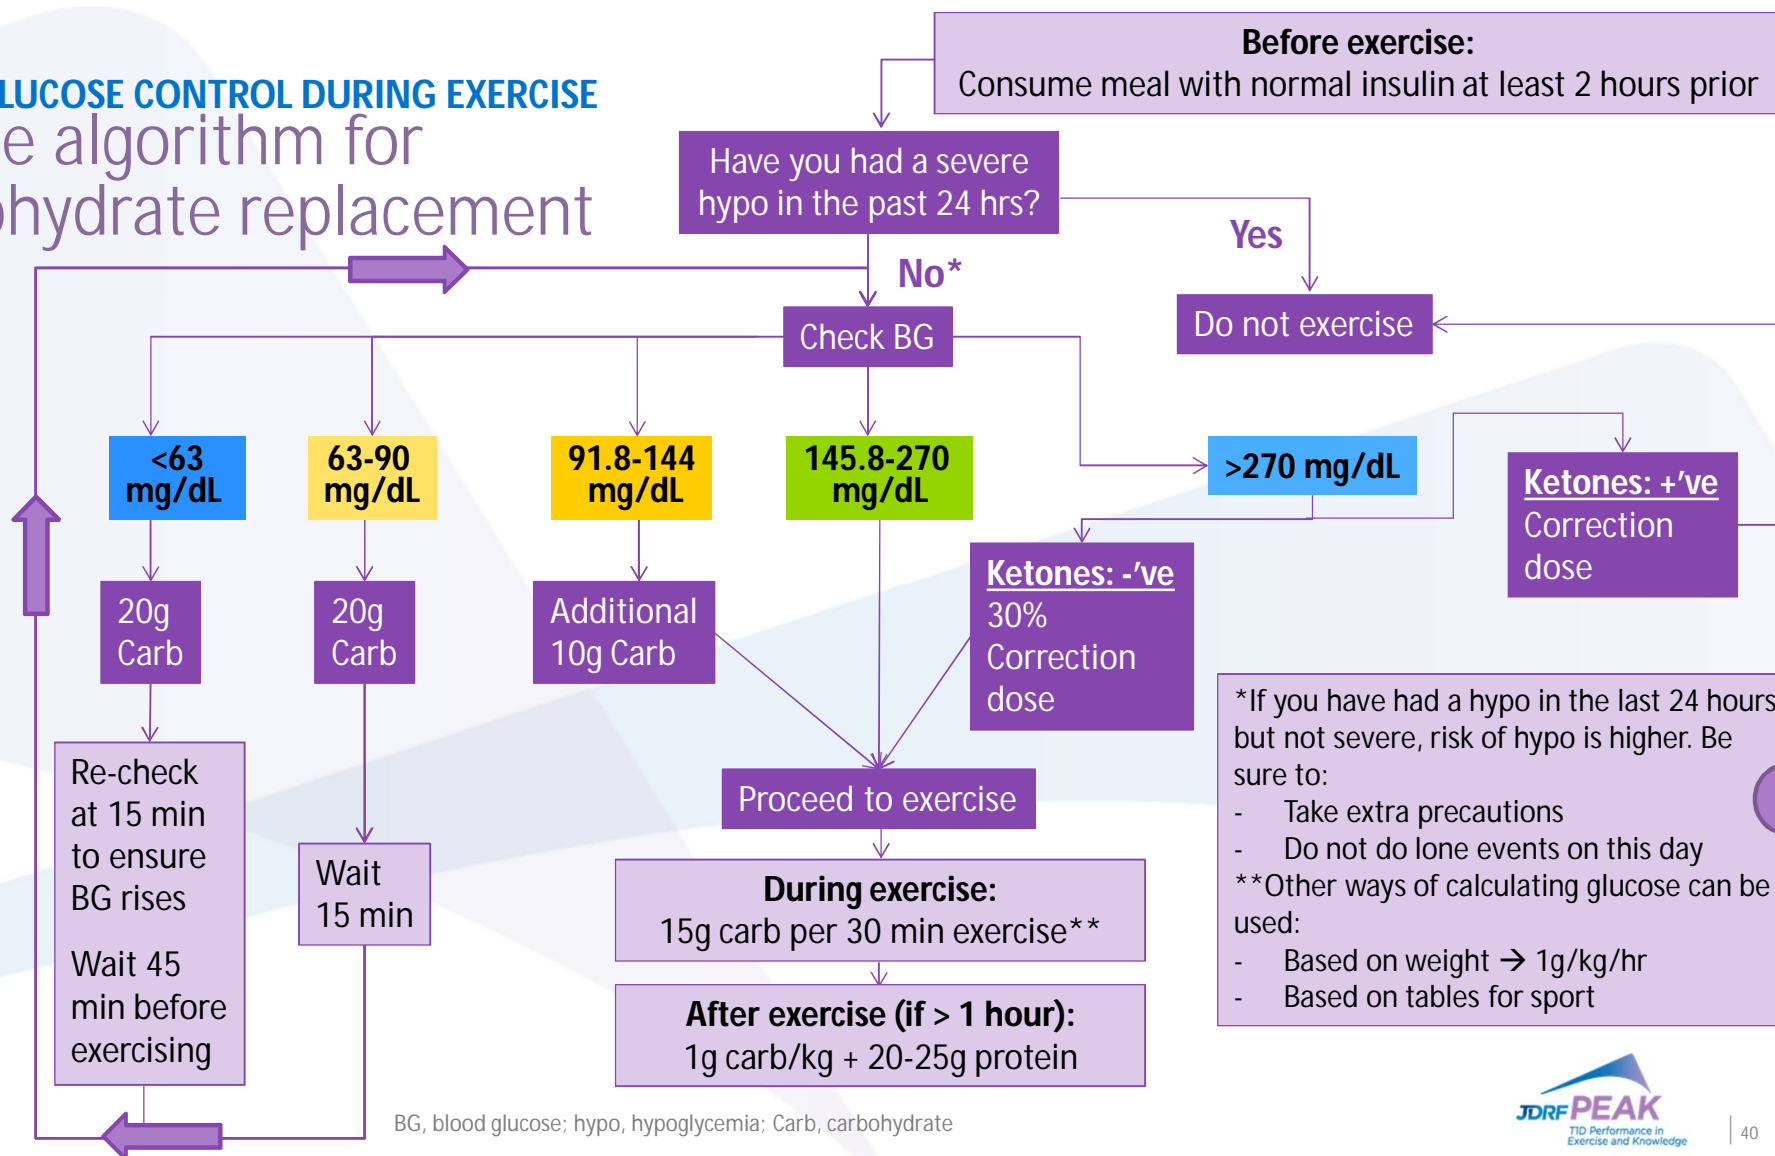 LUCOSE CONTROL DURING EXERCISE
e algorithm for
ohydrate replacement
Before exercise:
Consume meal with normal insulin at least 2 hours prior
Have you had a severe
hypo in the past 24 hrs?
Yes
No*
Do not exercise
Check BG
<63
mg/dL
63-90
mg/dL
91.8-144
mg/dL
145.8-270
mg/dL
>270 mg/dL
Ketones: +’ve
Correction
dose
Ketones: -’ve
30%
Correction
dose
20g
Carb
20g
Carb
Additional
10g Carb
Re-check
at 15 min
to ensure
BG rises
Wait 45
min before
exercising
Wait
15 min
Proceed to exercise
During exercise:
15g carb per 30 min exercise**
After exercise (if > 1 hour):
1g carb/kg + 20-25g protein
*If you have had a hypo in the last 24 hours
but not severe, risk of hypo is higher. Be
sure to:
- Take extra precautions
- Do not do lone events on this day
**Other ways of calculating glucose can be
used:
- Based on weight → 1g/kg/hr
- Based on tables for sport
BG, blood glucose; hypo, hypoglycemia; Carb, carbohydrate
JDRF PEAK
T1D Performance in
Exercise and Knowledge
40